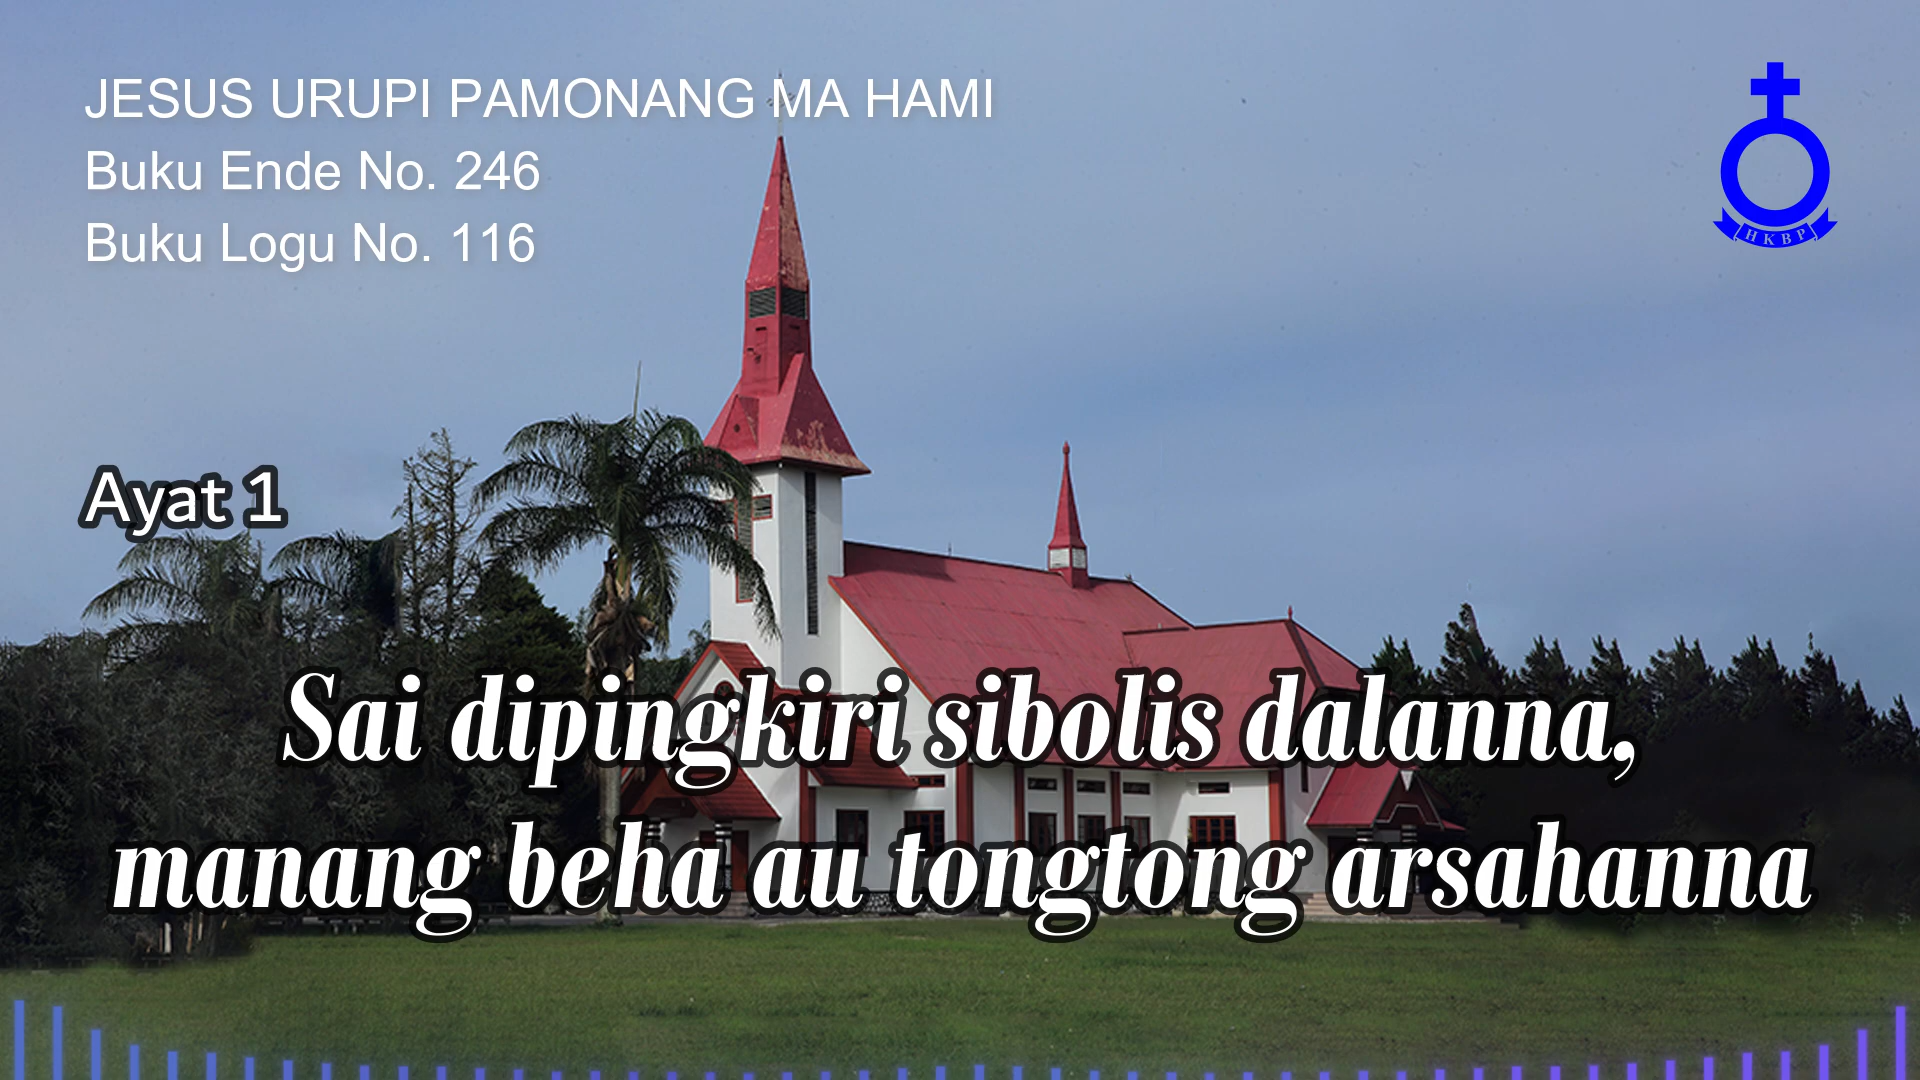 JESUS URUPI PAMONANG MA HAMI
Buku Ende No. 246
Buku Logu No. 116
HKBP
Ayat 1
Sai dipingkiri sibolis dalanna,
manang beha au tongtong arsahanna